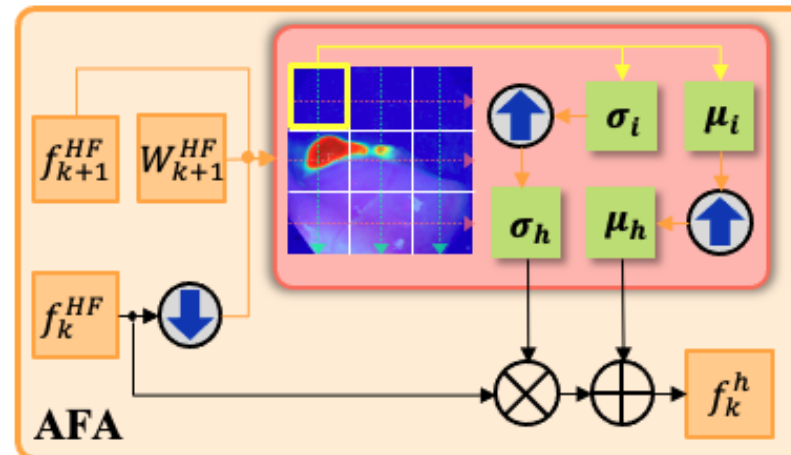 σ_i
μ_i
f_{k+1}^{HF}
W_{k+1}^{HF}
σ_h
μ_h
f_k^{HF}
f_k^h
AFA